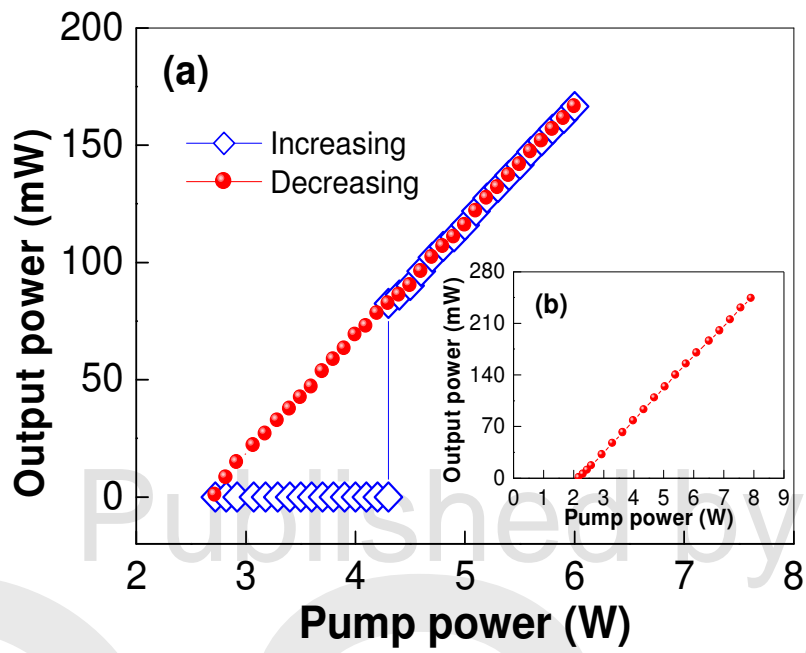 200
(a)
Increasing
Decreasing
150
100
50
0
Output power (mW)
2 3 4 5 6 7 8
Pump power (W)
280
(b)
210
140
70
0
Output power (mW)
0 1 2 3 4 5 6 7 8 9
Pump power (W)
Published by